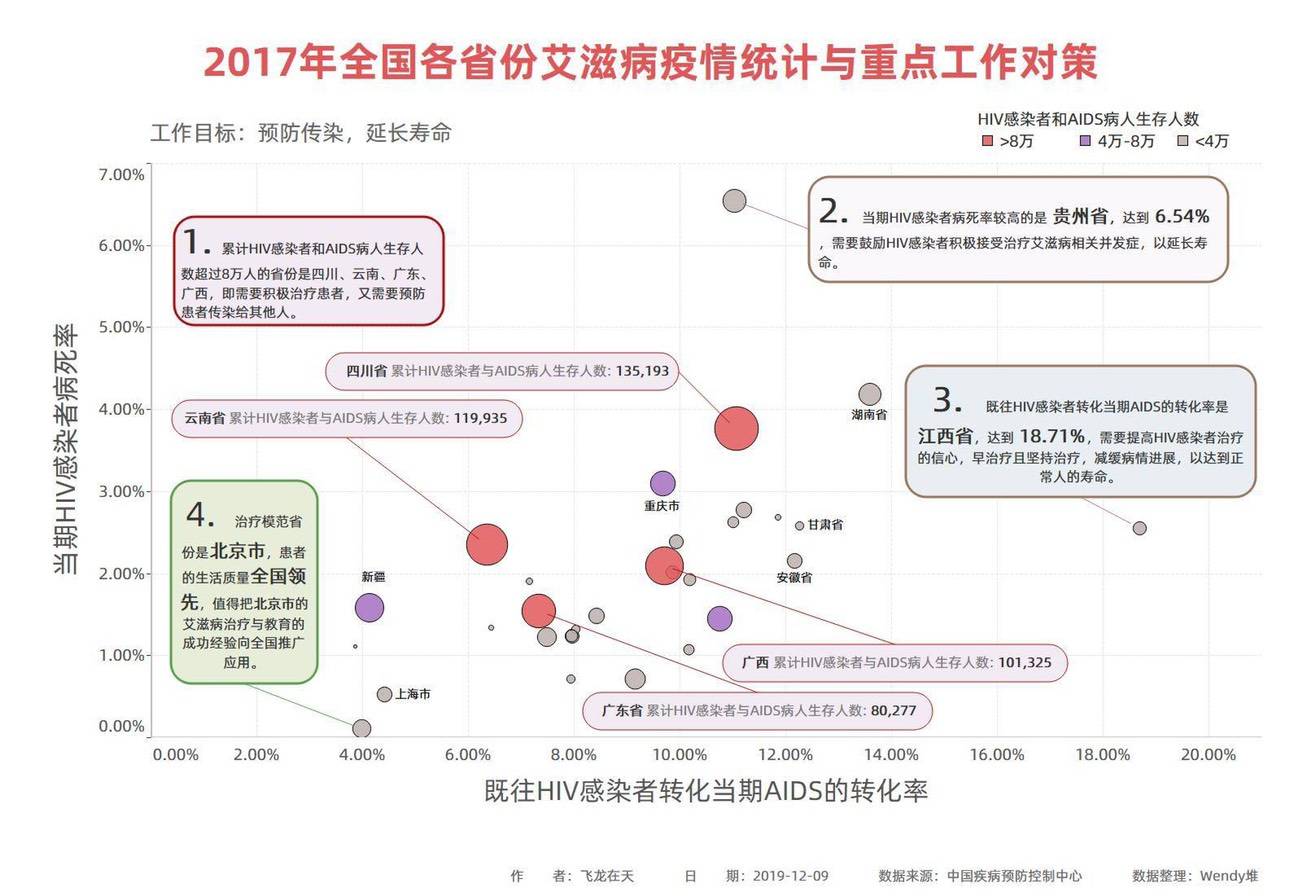 2017年全国各省份艾滋病疫情统计与重点工作对策
工作目标：预防传染，延长寿命
HIV感染者和AIDS病人生存人数
>8万 4万-8万 <4万
7.00%
6.00%
5.00%
4.00%
3.00%
2.00%
1.00%
0.00%
当期HIV感染者病死率
1. 累计HIV感染者和AIDS病人生存人
数超过8万人的省份是四川、云南、广东、
广西，即需要积极治疗患者，又需要预防
患者传染给其他人。
2. 当期HIV感染者病死率较高的是 贵州省，达到 6.54%
，需要鼓励HIV感染者积极接受治疗艾滋病相关并发症，以延长寿
命。
四川省 累计HIV感染者与AIDS病人生存人数: 135,193
云南省 累计HIV感染者与AIDS病人生存人数: 119,935
湖南省
3. 既往HIV感染者转化当期AIDS的转化率是
江西省，达到 18.71%，需要提高HIV感染者治疗
的信心，早治疗且坚持治疗，减缓病情进展，以达到正
常人的寿命。
4. 治疗模范省
份是北京市，患者
的生活质量全国领
先，值得把北京市的
艾滋病治疗与教育的
成功经验向全国推广
应用。
重庆市
甘肃省
安徽省
新疆
上海市
广西 累计HIV感染者与AIDS病人生存人数: 101,325
广东省 累计HIV感染者与AIDS病人生存人数: 80,277
0.00% 2.00% 4.00% 6.00% 8.00% 10.00% 12.00% 14.00% 16.00% 18.00% 20.00%
既往HIV感染者转化当期AIDS的转化率
作 者：飞龙在天 日 期：2019-12-09 数据来源：中国疾病预防控制中心 数据整理：Wendy堆